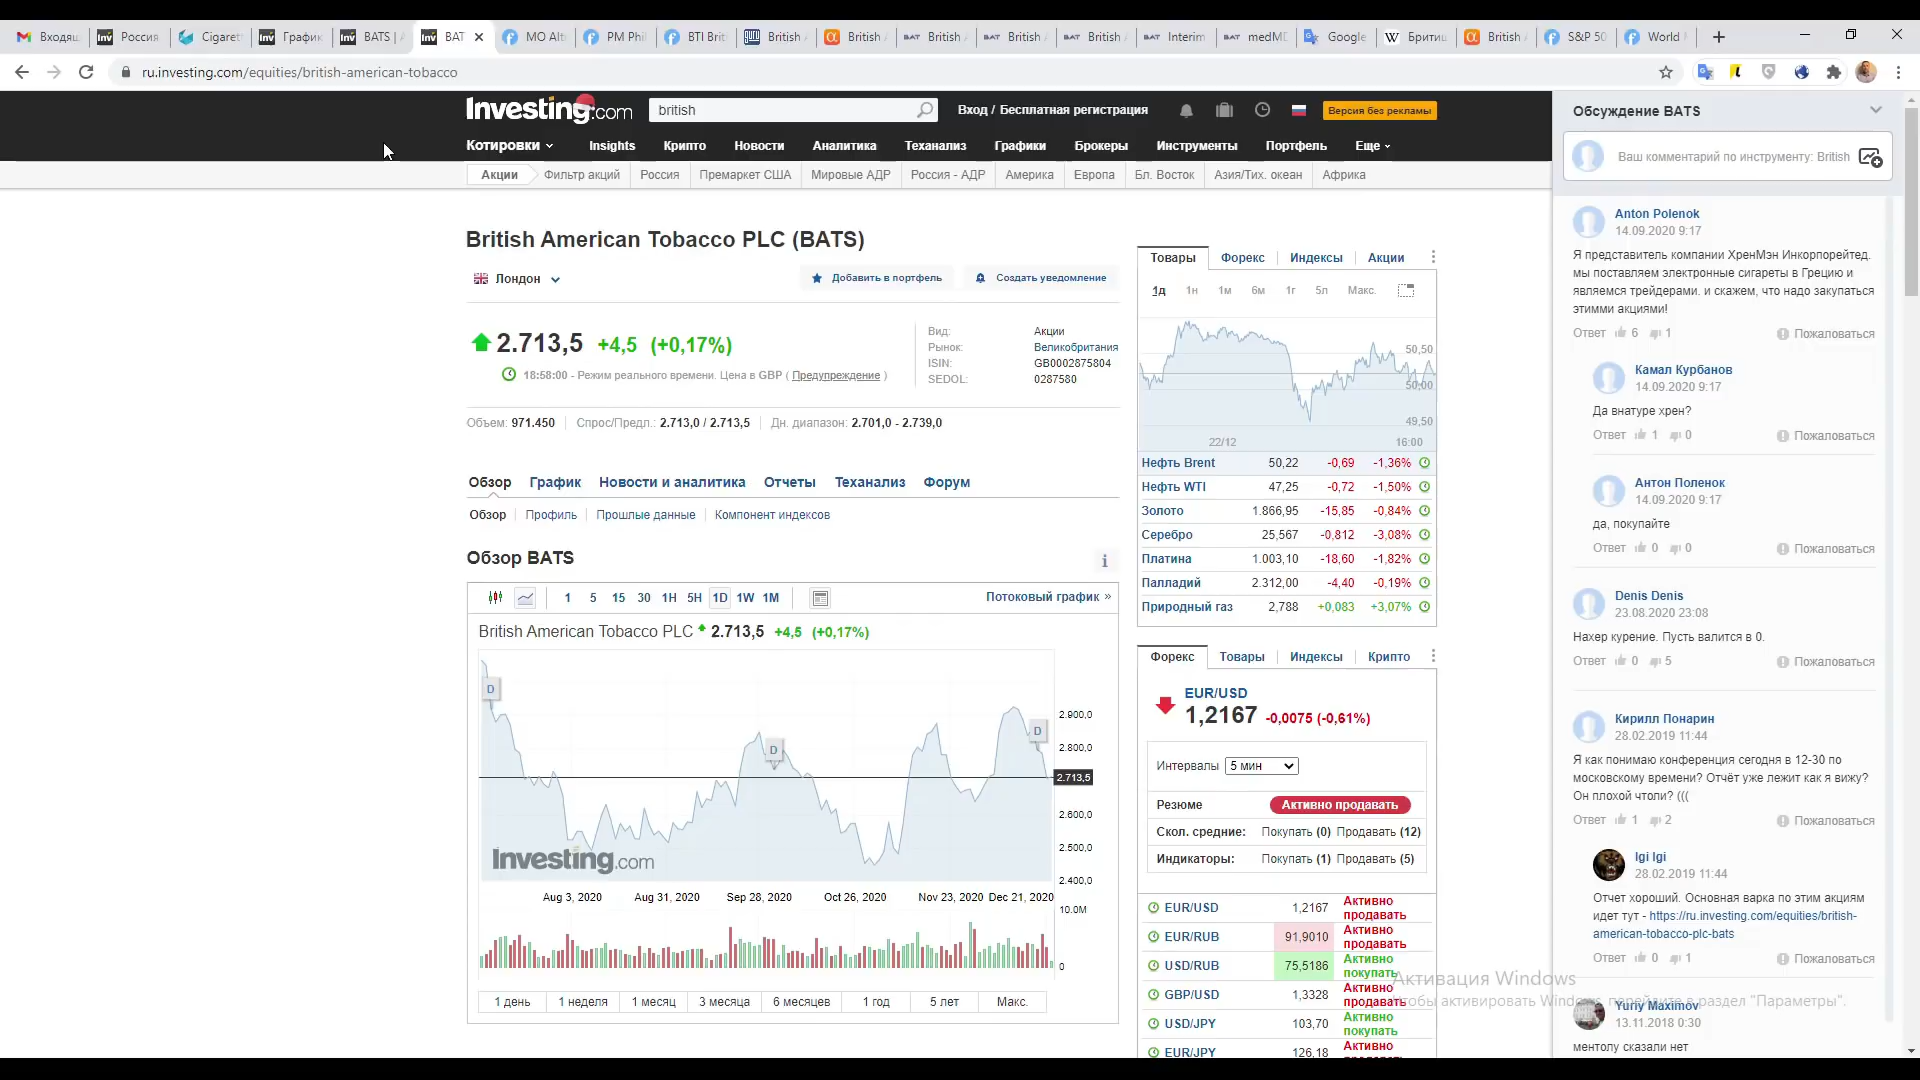 Входящ
Inv Россия
Cigaret
Inv График
Inv BATS | А
Inv BAT
MO Alt
PM Phi
BTI Brit
guru British
British
BAT British
BAT British
BAT British
BAT Interim
BAT medMD
Google
W Бритиш
British
S&P 50
World
ru.investing.com/equities/british-american-tobacco
Investing.com
british
Вход / Бесплатная регистрация
Версия без рекламы
Котировки Insights Крипто Новости Аналитика Теханализ Графики Брокеры Инструменты Портфель Еще
Акции Фильтр акций Россия Премаркет США Мировые АДР Россия - АДР Америка Европа Бл. Восток Азия/Тих. океан Африка
British American Tobacco PLC (BATS)
Лондон
Добавить в портфель
Создать уведомление
2.713,5 +4,5 (+0,17%)
18:58:00 - Режим реального времени. Цена в GBP ( Предупреждение )
Вид: Акции
Рынок: Великобритания
ISIN: GB0002875804
SEDOL: 0287580
Объем: 971.450 Спрос/Предл.: 2.713,0 / 2.713,5 Дн. диапазон: 2.701,0 - 2.739,0
Обзор График Новости и аналитика Отчеты Теханализ Форум
Обзор Профиль Прошлые данные Компонент индексов
Обзор BATS
i
1 5 15 30 1H 5H 1D 1W 1M
Потоковый график »
British American Tobacco PLC 2.713,5 +4,5 (+0,17%)
D
D
D
2.900,0
2.800,0
2.713,5
2.600,0
2.500,0
2.400,0
Investing.com
Aug 3, 2020 Aug 31, 2020 Sep 28, 2020 Oct 26, 2020 Nov 23, 2020 Dec 21, 2020
10.0M
0
1 день 1 неделя 1 месяц 3 месяца 6 месяцев 1 год 5 лет Макс.
Товары Форекс Индексы Акции
1д 1н 1м 6м 1г 5л Макс.
50,50
50,00
49,50
22/12 16:00
Нефть Brent 50,22 -0,69 -1,36%
Нефть WTI 47,25 -0,72 -1,50%
Золото 1.866,95 -15,85 -0,84%
Серебро 25,567 -0,812 -3,08%
Платина 1.003,10 -18,60 -1,82%
Палладий 2.312,00 -4,40 -0,19%
Природный газ 2,788 +0,083 +3,07%
Форекс Товары Индексы Крипто
EUR/USD
1,2167 -0,0075 (-0,61%)
Интервалы 5 мин
Резюме Активно продавать
Скол. средние: Покупать (0) Продавать (12)
Индикаторы: Покупать (1) Продавать (5)
EUR/USD 1,2167 Активно продавать
EUR/RUB 91,9010 Активно продавать
USD/RUB 75,5186 Активно покупать
GBP/USD 1,3328 Активно продавать
USD/JPY 103,70 Активно покупать
EUR/JPY 126,18 Активно
Обсуждение BATS
Ваш комментарий по инструменту: British
Anton Polenok
14.09.2020 9:17
Я представитель компании ХренМэн Инкорпорейтед.
мы поставляем электронные сигареты в Грецию и
являемся трейдерами. и скажем, что надо закупаться
этимми акциями!
Ответ 6 1 Пожаловаться
Камал Курбанов
14.09.2020 9:17
Да внатуре хрен?
Ответ 1 0 Пожаловаться
Антон Поленок
14.09.2020 9:17
да, покупайте
Ответ 0 0 Пожаловаться
Denis Denis
23.08.2020 23:08
Нахер курение. Пусть валится в 0.
Ответ 0 5 Пожаловаться
Кирилл Понарин
28.02.2019 11:44
Я как понимаю конференция сегодня в 12-30 по
московскому времени? Отчёт уже лежит как я вижу?
Он плохой чтоли? (((
Ответ 1 2 Пожаловаться
Igi Igi
28.02.2019 11:44
Отчет хороший. Основная варка по этим акциям
идет тут - https://ru.investing.com/equities/british-
american-tobacco-plc-bats
Ответ 0 1 Пожаловаться
Активация Windows
Чтобы активировать Windows, перейдите в раздел "Параметры".
Yuriy Maximov
13.11.2018 0:30
ментолу сказали нет